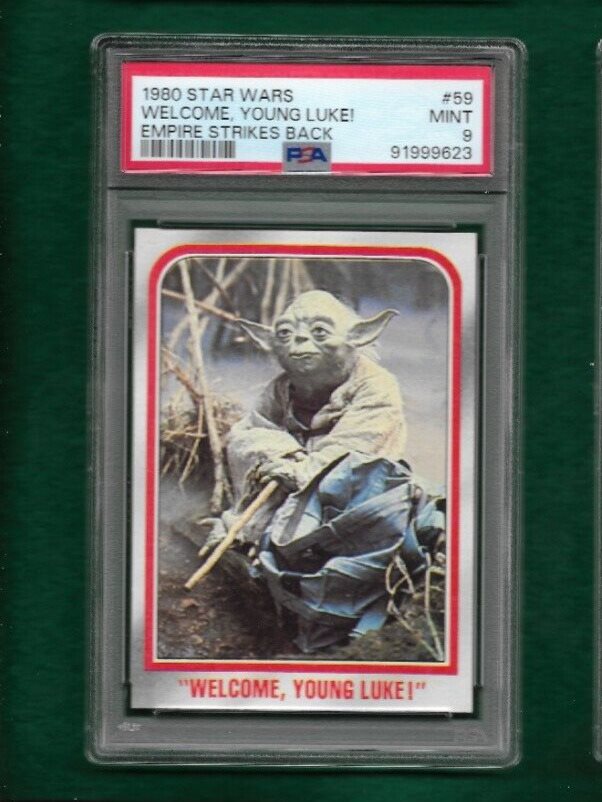 1980 STAR WARS #59
WELCOME, YOUNG LUKE! MINT
EMPIRE STRIKES BACK 9
PSA 91999623
"WELCOME, YOUNG LUKE!"